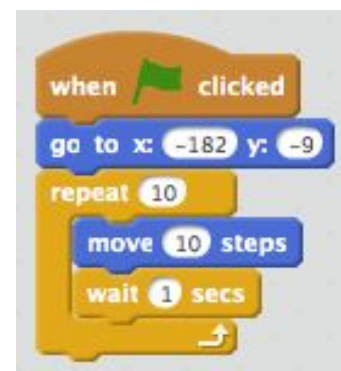 when clicked
go to x: -182 y: -9
repeat 10
move 10 steps
wait 1 secs